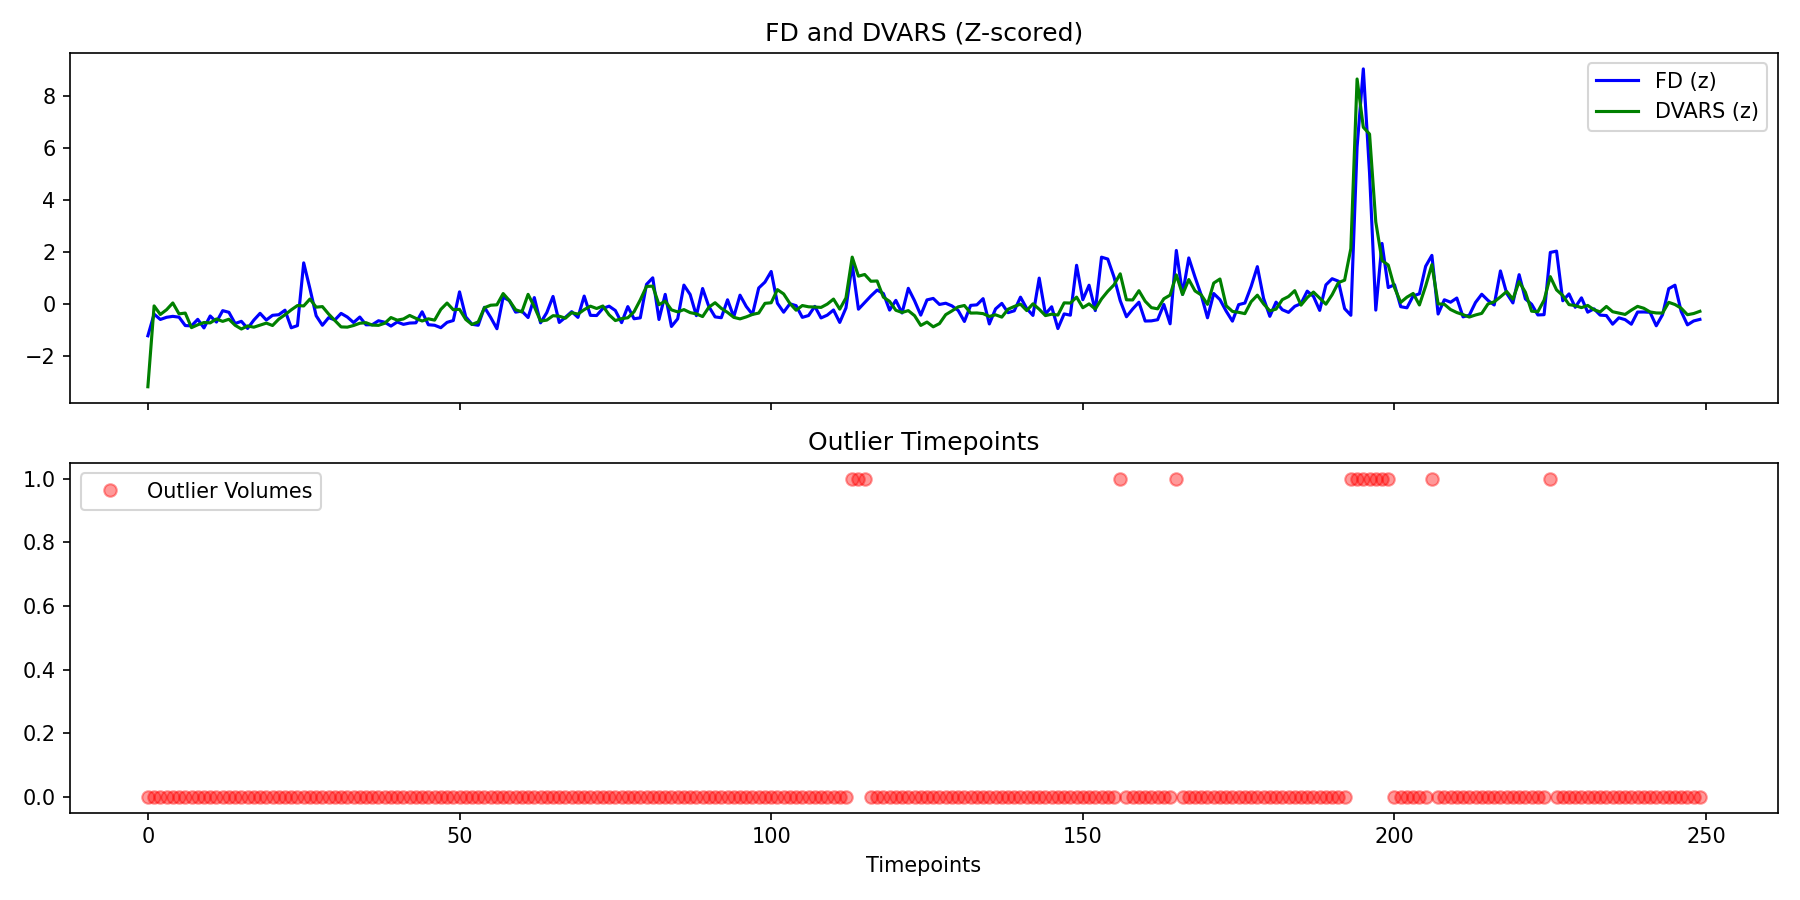 FD and DVARS (Z-scored)
FD (z)
DVARS (z)
8
6
4
2
0
−2
Outlier Timepoints
Outlier Volumes
1.0
0.8
0.6
0.4
0.2
0.0
0 50 100 150 200 250
Timepoints